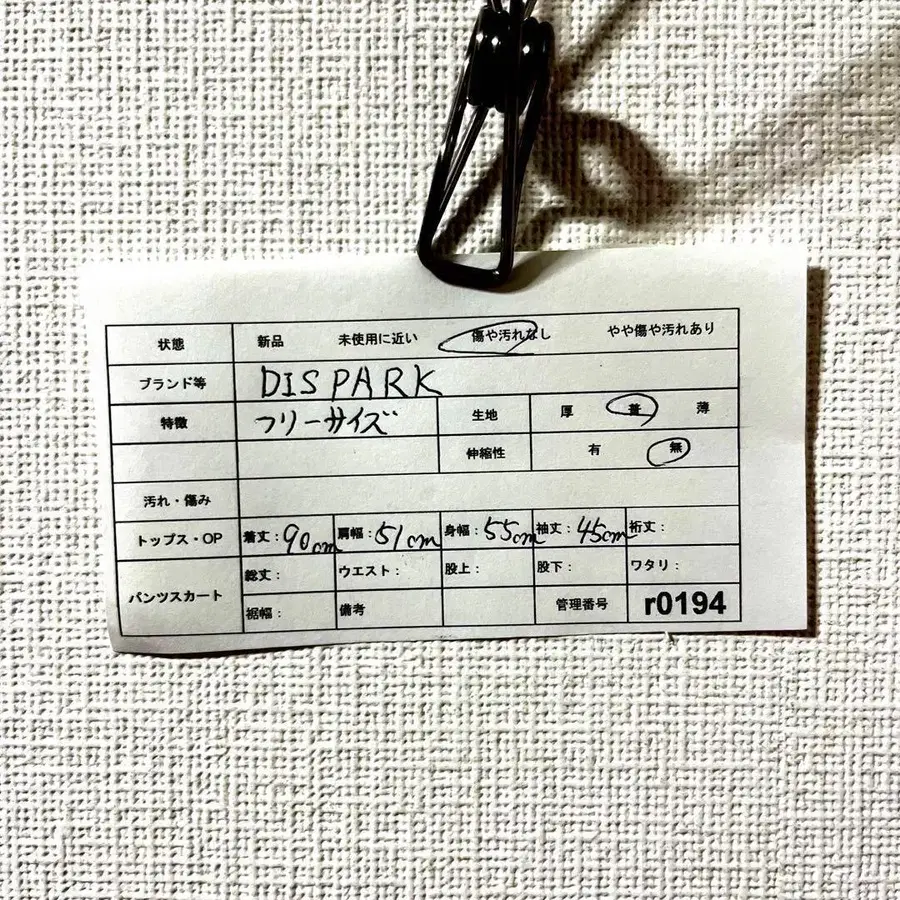 状態 新品 未使用に近い 傷や汚れなし やや傷や汚れあり
ブランド等 DISPARK
特徴 フリーサイズ 生地 厚 普 薄
伸縮性 有 無
汚れ・傷み
トップス・OP 着丈：90cm 肩幅：51cm 身幅：55cm 袖丈：45cm 裄丈：
パンツスカート 総丈： ウエスト： 股上： 股下： ワタリ：
裾幅： 備考 管理番号 r0194